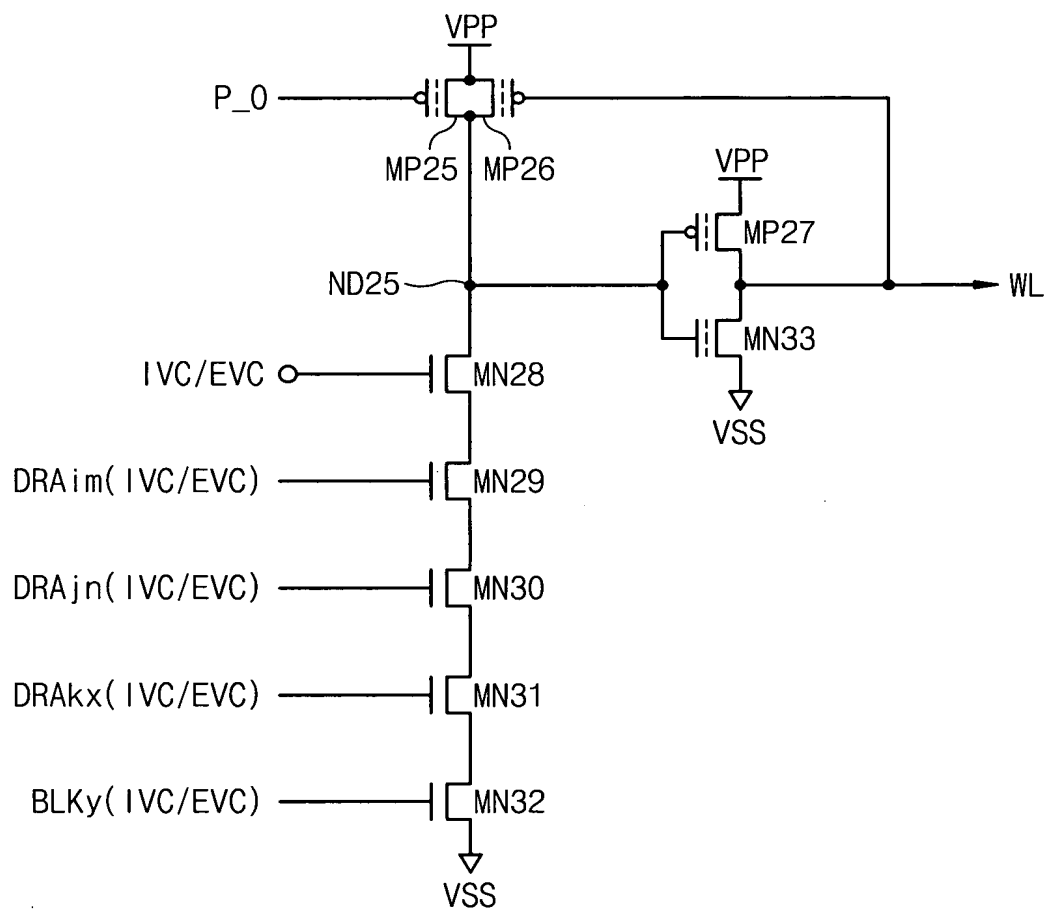 VPP
P_0
MP25 MP26
VPP
MP27
ND25
WL
MN33
IVC/EVC
MN28
VSS
DRAim(IVC/EVC)
MN29
DRAjn(IVC/EVC)
MN30
DRAkx(IVC/EVC)
MN31
BLKy(IVC/EVC)
MN32
VSS